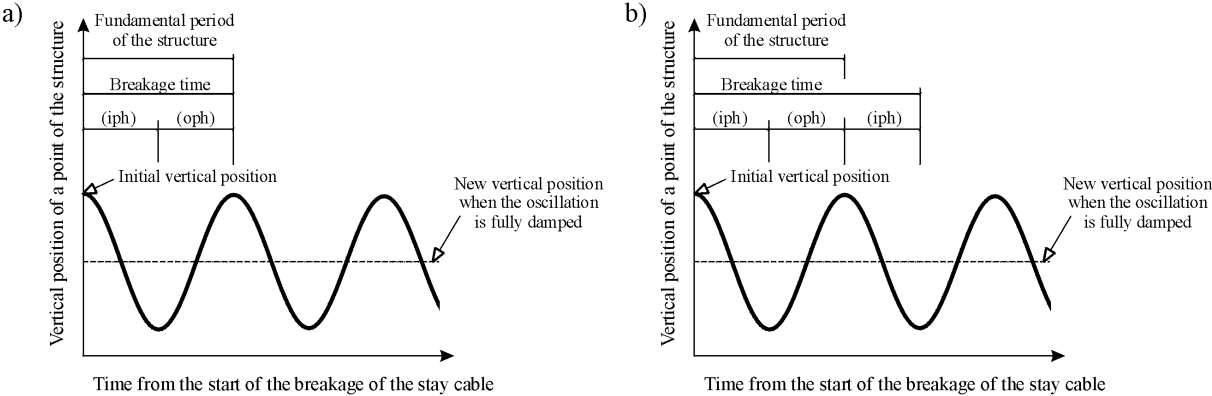 a)
Fundamental period
of the structure
Breakage time
(iph)
(oph)
Initial vertical position
New vertical position
when the oscillation
is fully damped
Vertical position of a point of the structure
Time from the start of the breakage of the stay cable
b)
Fundamental period
of the structure
Breakage time
(iph)
(oph)
(iph)
Initial vertical position
New vertical position
when the oscillation
is fully damped
Vertical position of a point of the structure
Time from the start of the breakage of the stay cable